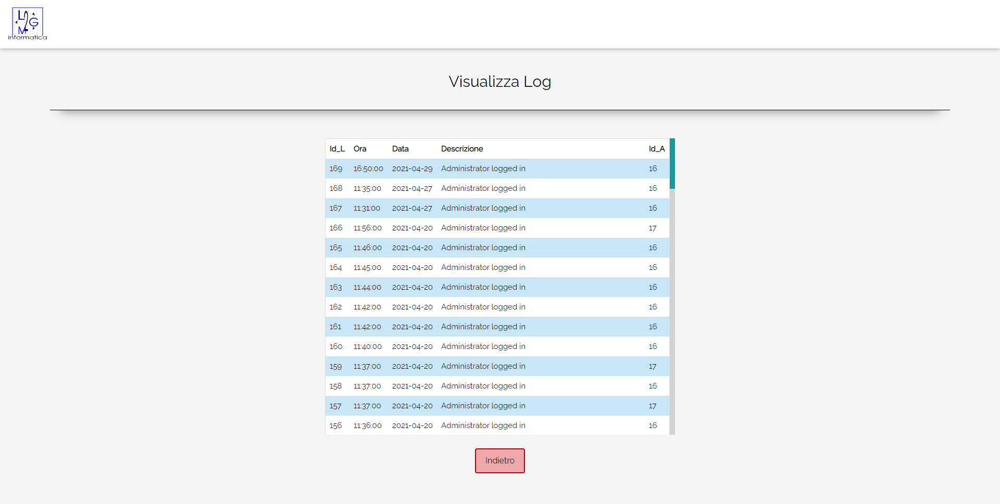 L G
M
informatica
Visualizza Log
Id_L Ora Data Descrizione Id_A
169 16:50:00 2021-04-29 Administrator logged in 16
168 11:35:00 2021-04-27 Administrator logged in 16
167 11:31:00 2021-04-27 Administrator logged in 16
166 11:56:00 2021-04-20 Administrator logged in 17
165 11:46:00 2021-04-20 Administrator logged in 16
164 11:45:00 2021-04-20 Administrator logged in 16
163 11:44:00 2021-04-20 Administrator logged in 16
162 11:42:00 2021-04-20 Administrator logged in 16
161 11:42:00 2021-04-20 Administrator logged in 16
160 11:40:00 2021-04-20 Administrator logged in 16
159 11:37:00 2021-04-20 Administrator logged in 17
158 11:37:00 2021-04-20 Administrator logged in 16
157 11:37:00 2021-04-20 Administrator logged in 17
156 11:36:00 2021-04-20 Administrator logged in 16
Indietro